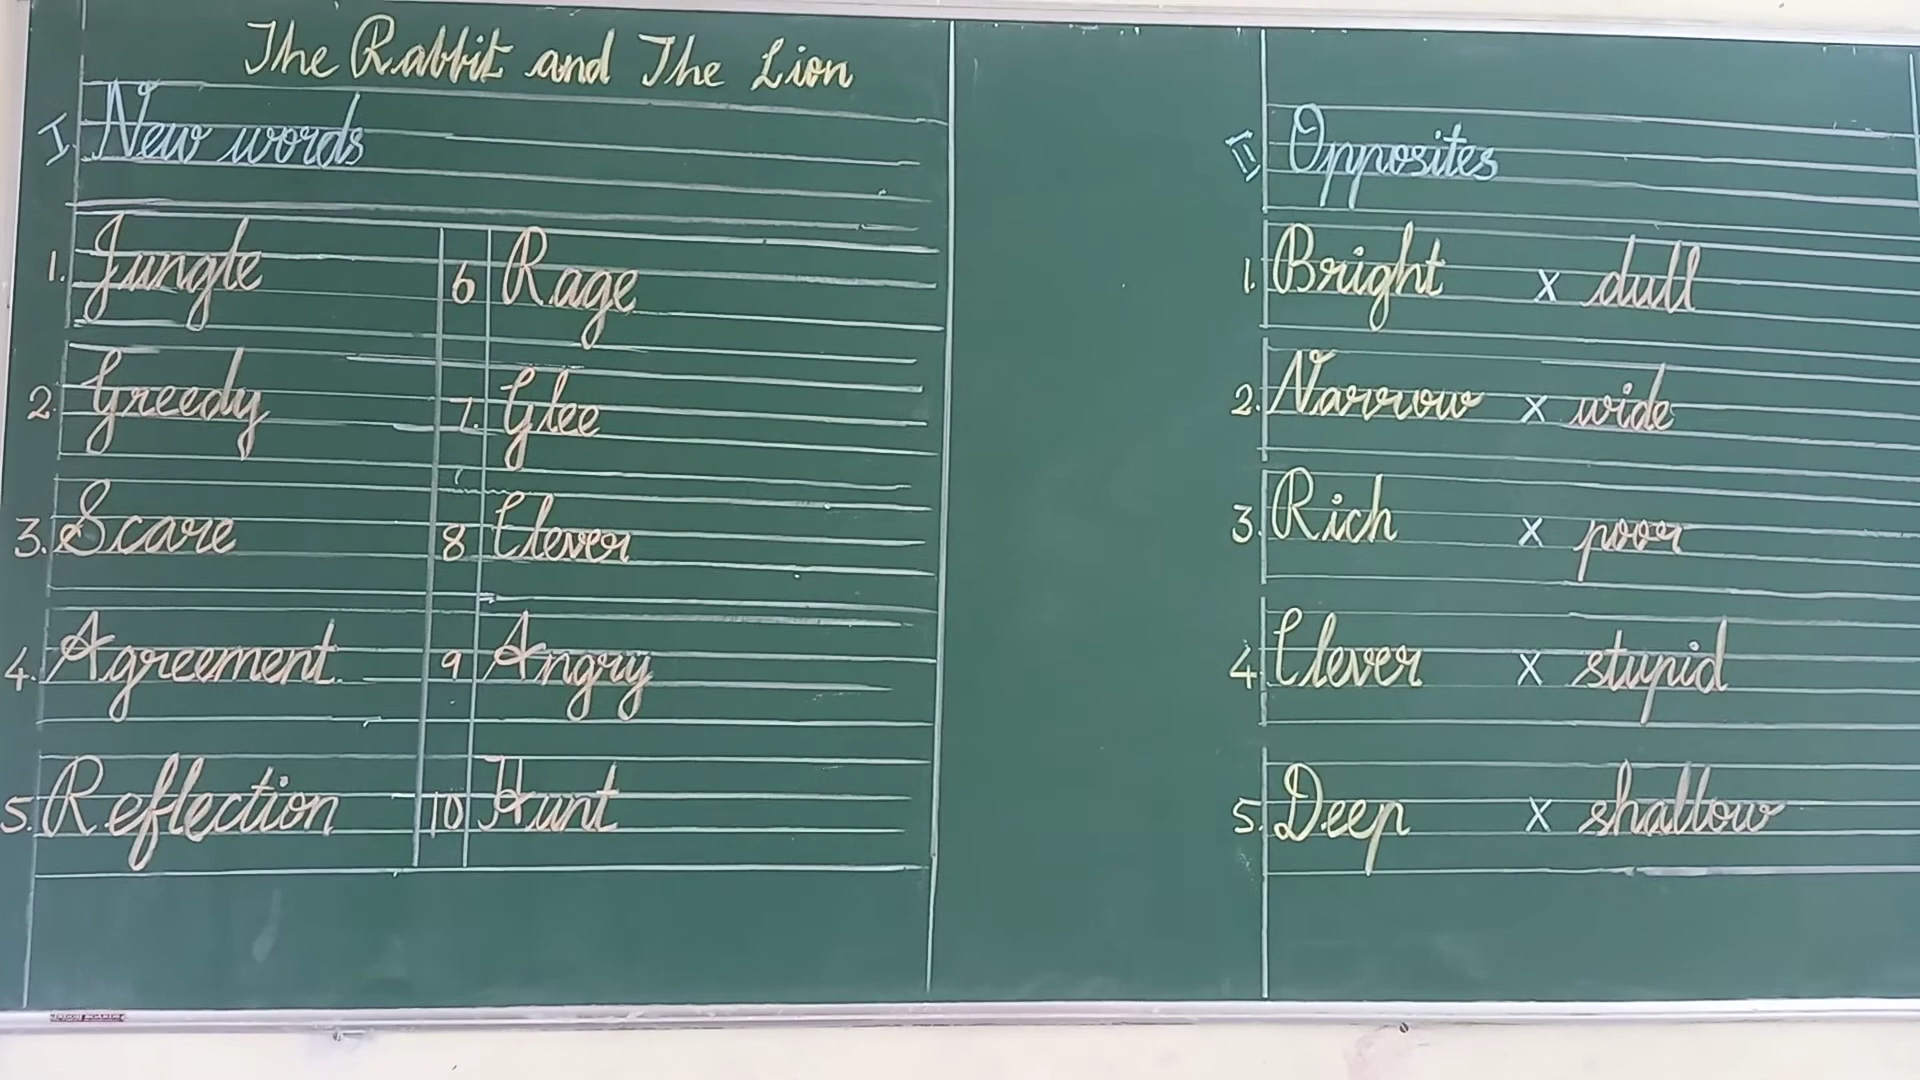 The Rabbit and The Lion
I New words
1. Jungle
2. Greedy
3. Scare
4. Agreement
5. Reflection
6 Rage
7. Glee
8 Clever
9 Angry
10 Hunt
II Opposites
1. Bright x dull
2. Narrow x wide
3. Rich x poor
4. Clever x stupid
5. Deep x shallow